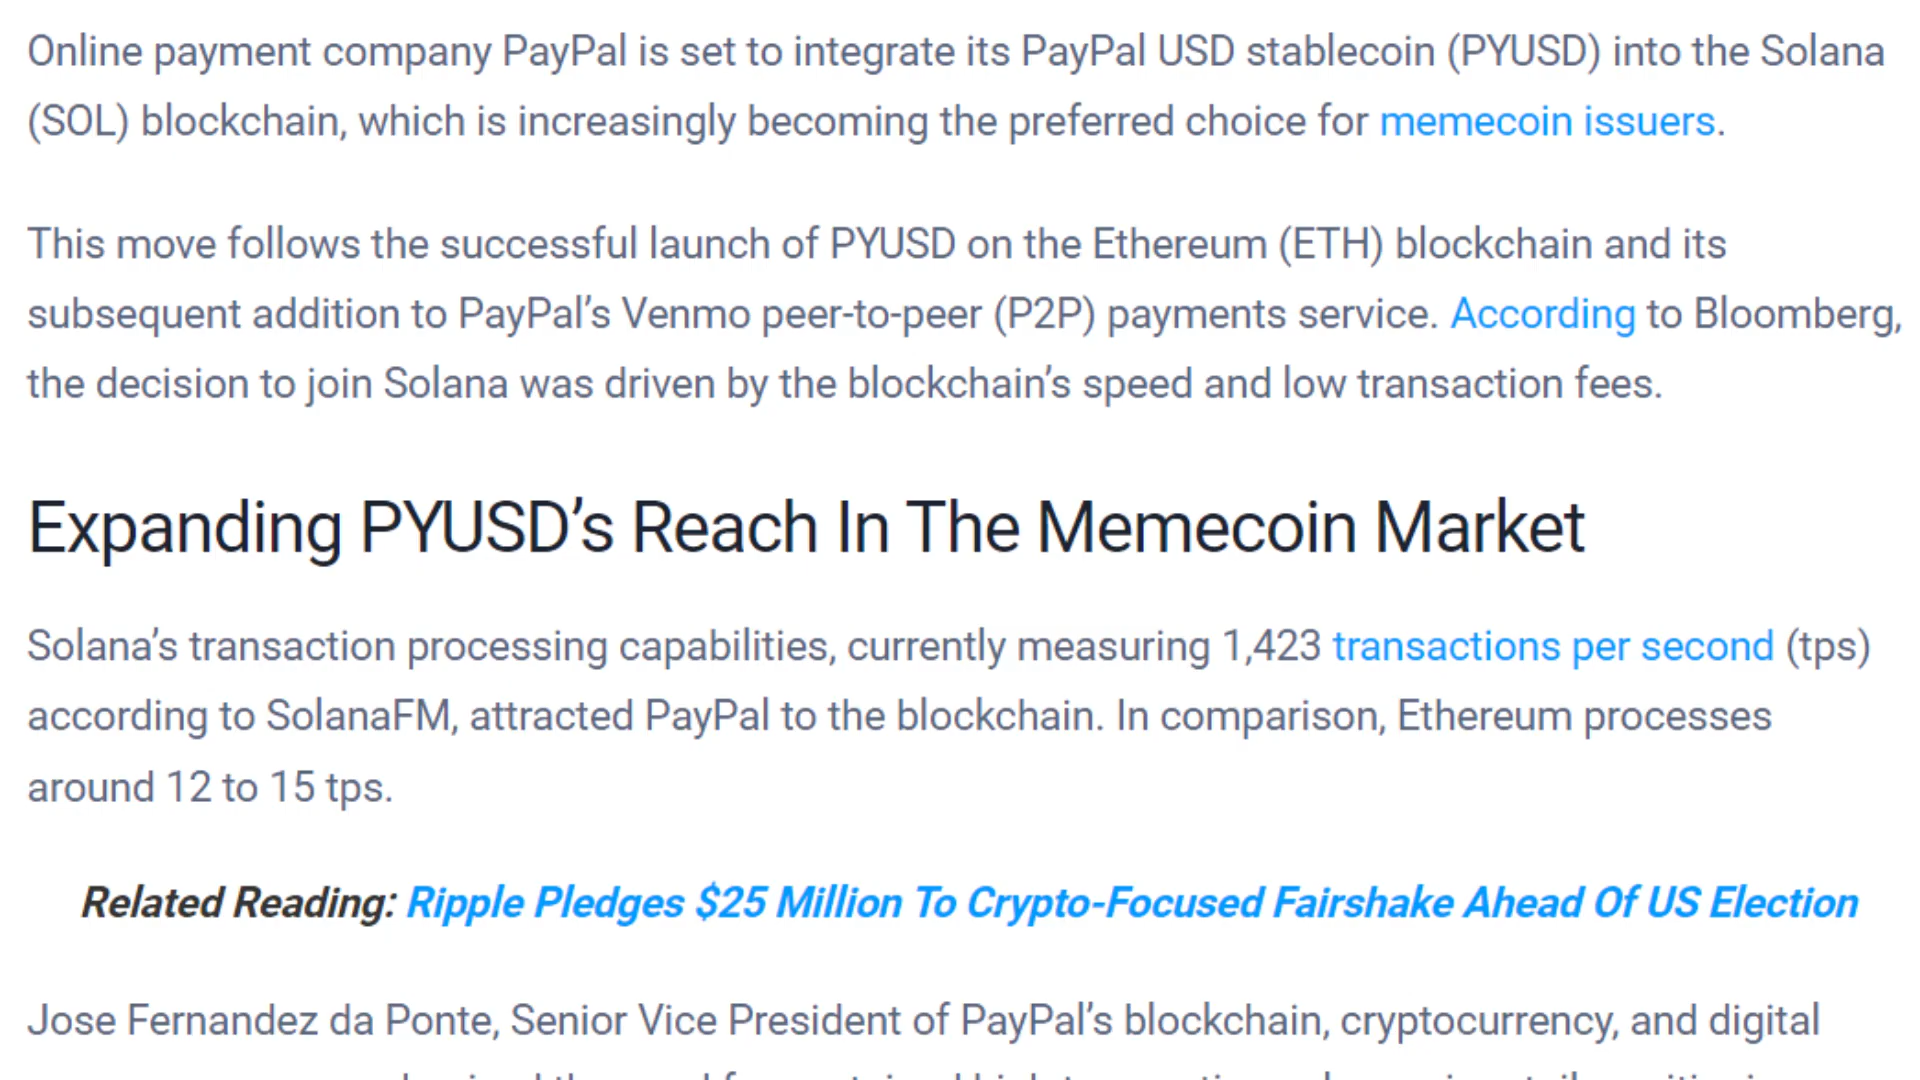 Online payment company PayPal is set to integrate its PayPal USD stablecoin (PYUSD) into the Solana
(SOL) blockchain, which is increasingly becoming the preferred choice for memecoin issuers.
This move follows the successful launch of PYUSD on the Ethereum (ETH) blockchain and its
subsequent addition to PayPal’s Venmo peer-to-peer (P2P) payments service. According to Bloomberg,
the decision to join Solana was driven by the blockchain’s speed and low transaction fees.
Expanding PYUSD’s Reach In The Memecoin Market
Solana’s transaction processing capabilities, currently measuring 1,423 transactions per second (tps)
according to SolanaFM, attracted PayPal to the blockchain. In comparison, Ethereum processes
around 12 to 15 tps.
Related Reading: Ripple Pledges $25 Million To Crypto-Focused Fairshake Ahead Of US Election
Jose Fernandez da Ponte, Senior Vice President of PayPal’s blockchain, cryptocurrency, and digital